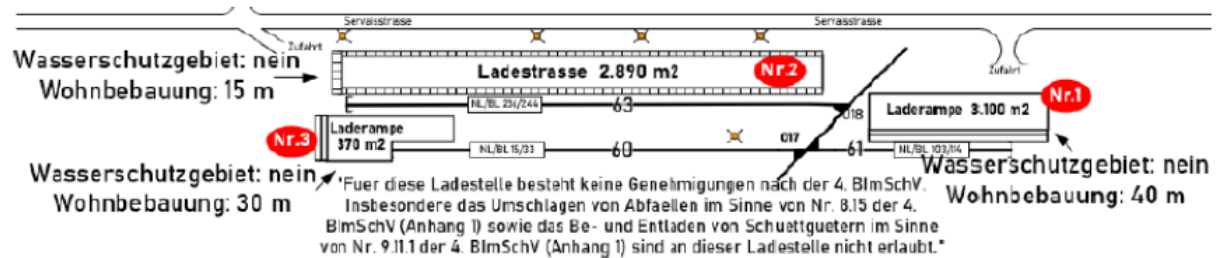 Servaisstrasse Servaisstrasse
Zufahrt
Wasserschutzgebiet: nein
Wohnbebauung: 15 m
Ladestrasse 2.890 m2
Nr.2
Zufahrt
Nr.1
NL/BL 236/244
63
018
Laderampe 3.100 m2
Nr.3
Laderampe
370 m2
NL/BL 15/33
60
017
61
NL/BL 103/114
Wasserschutzgebiet: nein
Wohnbebauung: 30 m
Wasserschutzgebiet: nein
Wohnbebauung: 40 m
"Fuer diese Ladestelle besteht keine Genehmigungen nach der 4. BImSchV.
Insbesondere das Umschlagen von Abfaellen im Sinne von Nr. 8.15 der 4.
BImSchV (Anhang 1) sowie das Be- und Entladen von Schuettguetern im Sinne
von Nr. 9.11.1 der 4. BImSchV (Anhang 1) sind an dieser Ladestelle nicht erlaubt."